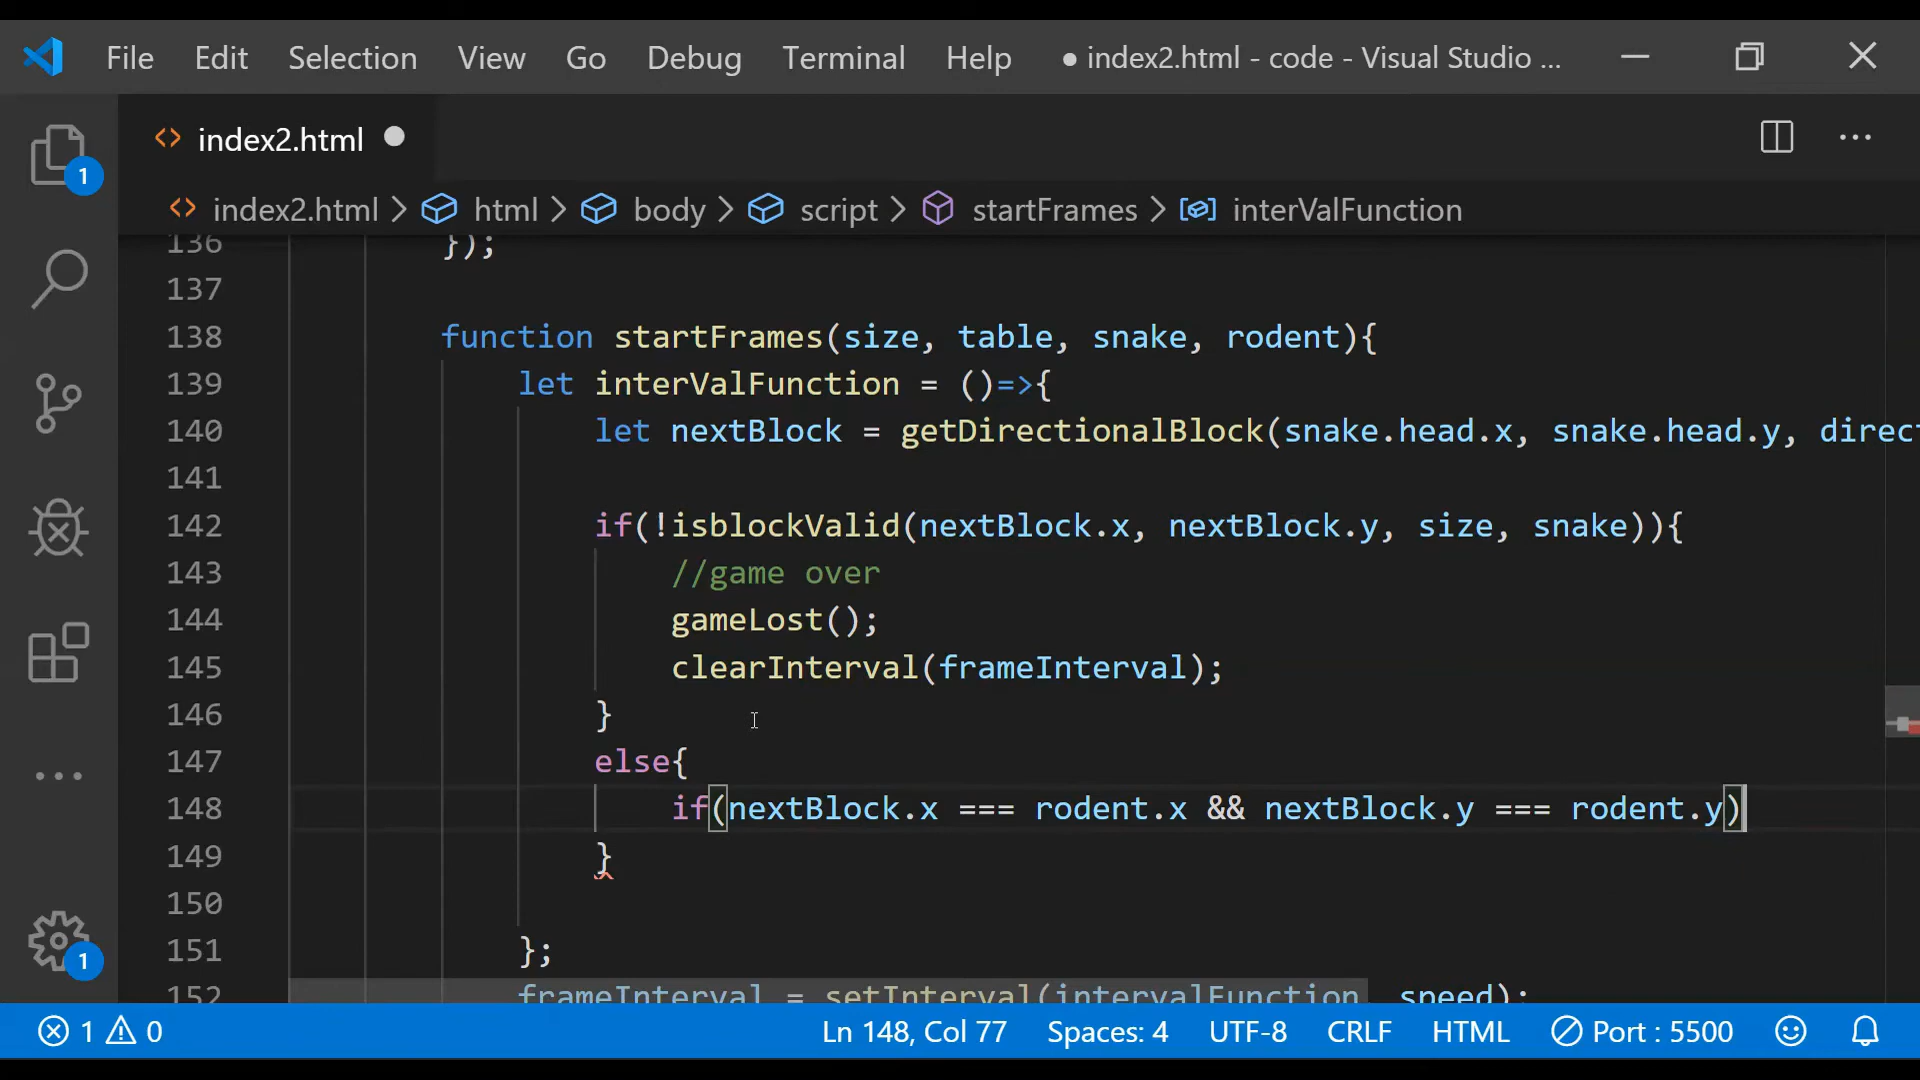 File Edit Selection View Go Debug Terminal Help ● index2.html - code - Visual Studio ...
index2.html
1
index2.html > html > body > script > startFrames > interValFunction
136 });
137
138 function startFrames(size, table, snake, rodent){
139 let interValFunction = ()=>{
140 let nextBlock = getDirectionalBlock(snake.head.x, snake.head.y, direc
141
142 if(!isblockValid(nextBlock.x, nextBlock.y, size, snake)){
143 //game over
144 gameLost();
145 clearInterval(frameInterval);
146 }
147 else{
148 if(nextBlock.x === rodent.x && nextBlock.y === rodent.y)
149 }
150
151 };
152 frameInterval = setInterval(intervalFunction, speed);
1
1 0 Ln 148, Col 77 Spaces: 4 UTF-8 CRLF HTML Port : 5500